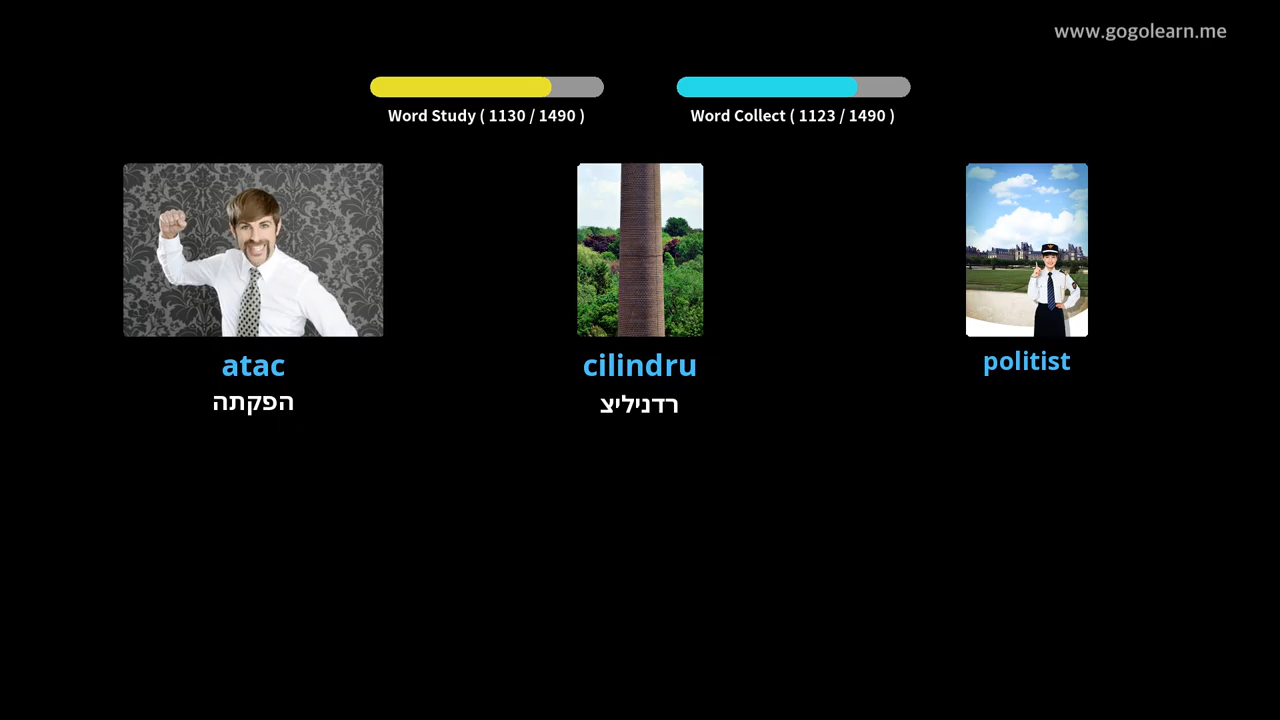 www.gogolearn.me
Word Study ( 1130 / 1490 )
Word Collect ( 1123 / 1490 )
atac
הפקתה
cilindru
רדניליצ
politist